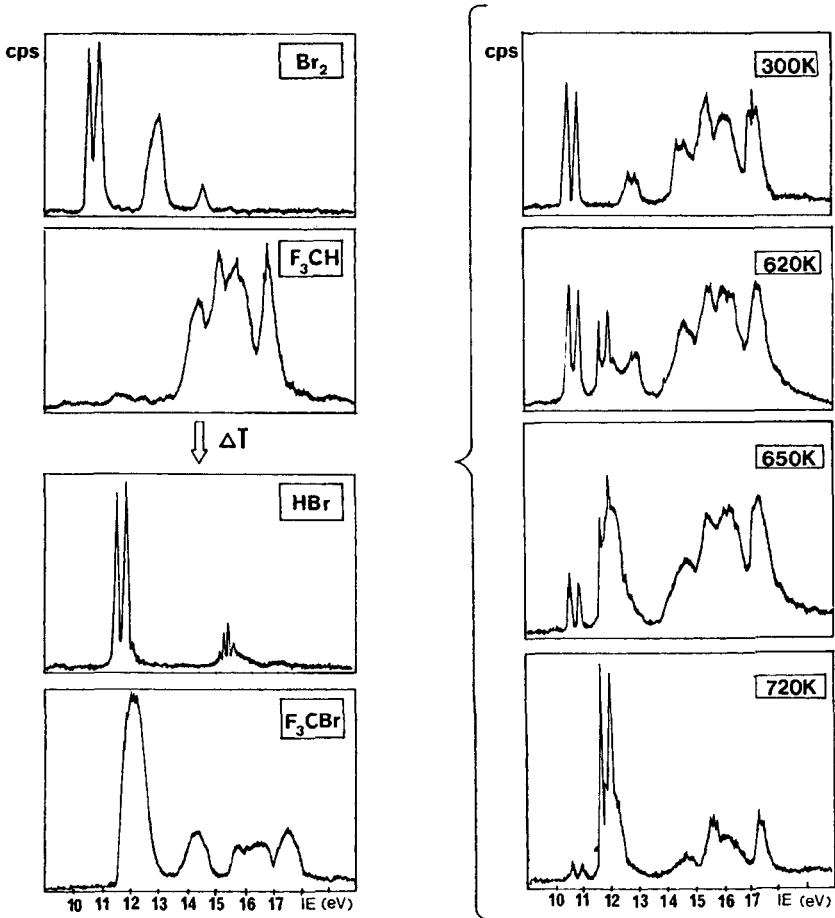 cps
Br₂
F₃CH
ΔT
HBr
F₃CBr
10 11 12 13 14 15 16 17 IE (eV)
cps
300K
620K
650K
720K
10 11 12 13 14 15 16 17 IE (eV)